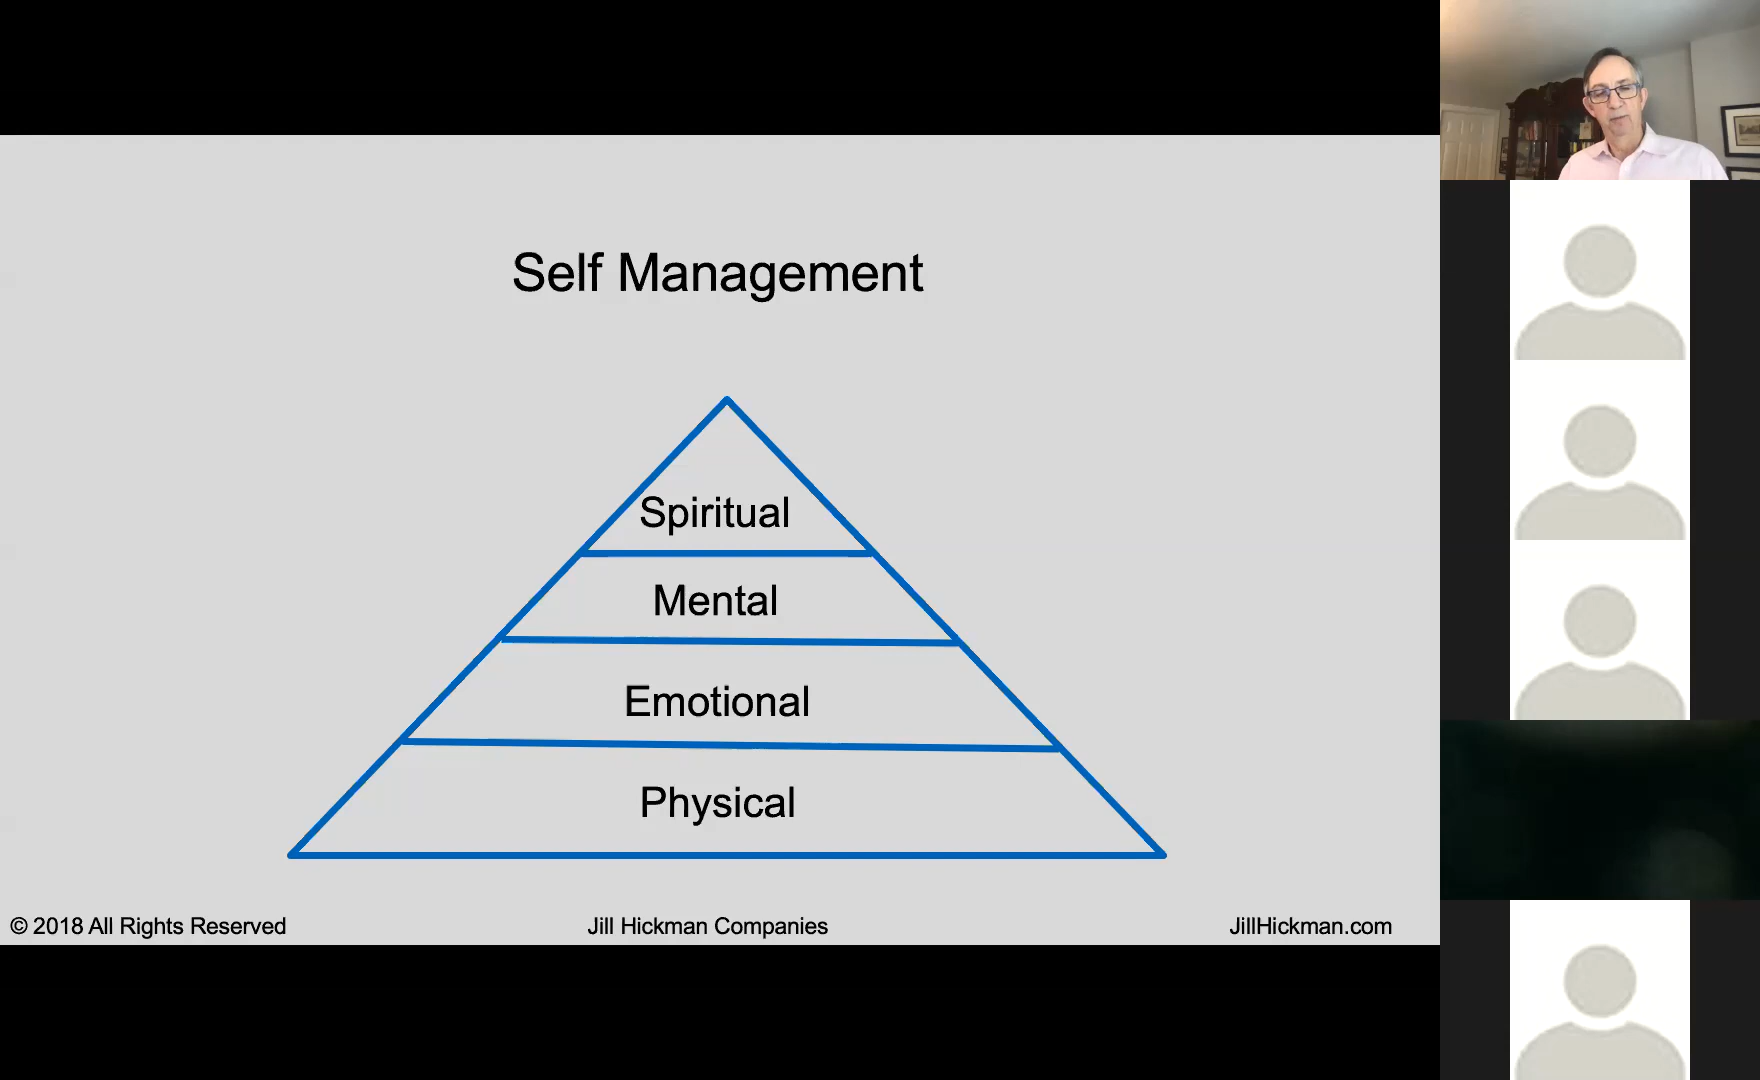 Self Management
Spiritual
Mental
Emotional
Physical
© 2018 All Rights Reserved
Jill Hickman Companies
JillHickman.com